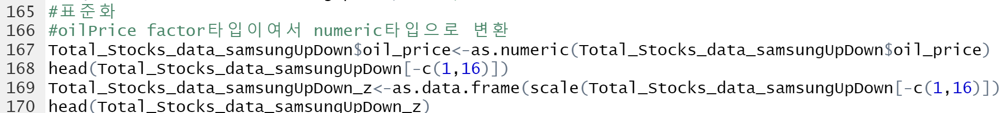 165 #표준화
166 #oilPrice factor타입이여서 numeric타입으로 변환
167 Total_Stocks_data_samsungUpDown$oil_price<-as.numeric(Total_Stocks_data_samsungUpDown$oil_price)
168 head(Total_Stocks_data_samsungUpDown[-c(1,16)])
169 Total_Stocks_data_samsungUpDown_z<-as.data.frame(scale(Total_Stocks_data_samsungUpDown[-c(1,16)])
170 head(Total_Stocks_data_samsungUpDown_z)